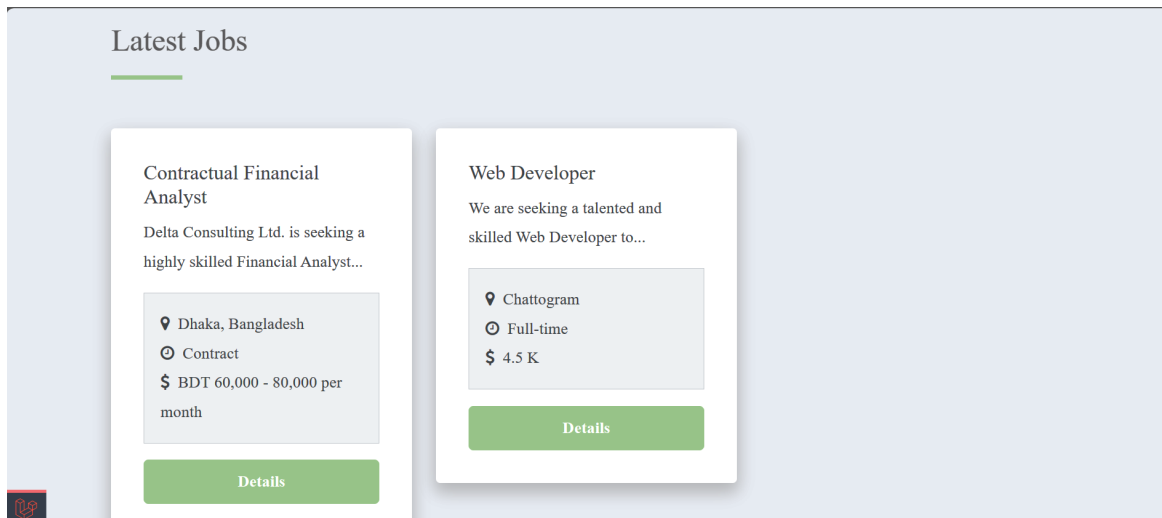 Latest Jobs
Contractual Financial
Analyst
Delta Consulting Ltd. is seeking a
highly skilled Financial Analyst...
Dhaka, Bangladesh
Contract
$ BDT 60,000 - 80,000 per
month
Details
Web Developer
We are seeking a talented and
skilled Web Developer to...
Chattogram
Full-time
$ 4.5 K
Details